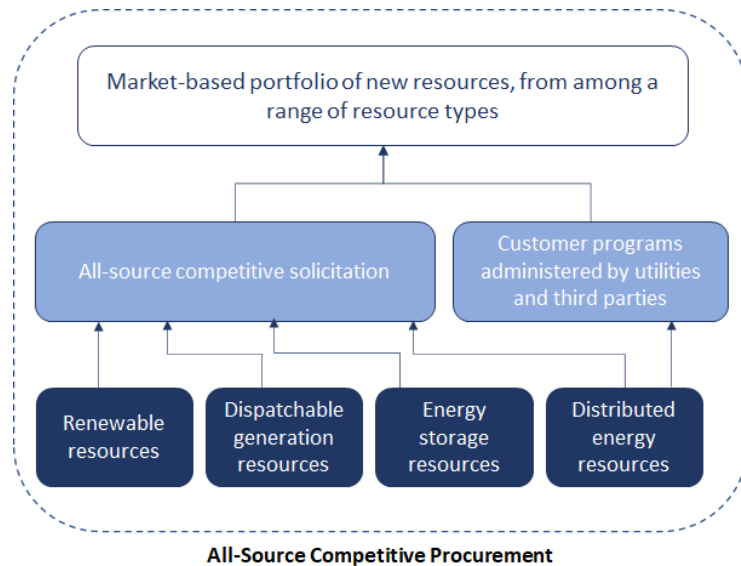 Market-based portfolio of new resources, from among a
range of resource types
All-source competitive solicitation
Customer programs
administered by utilities
and third parties
Renewable
resources
Dispatchable
generation
resources
Energy
storage
resources
Distributed
energy
resources
All-Source Competitive Procurement